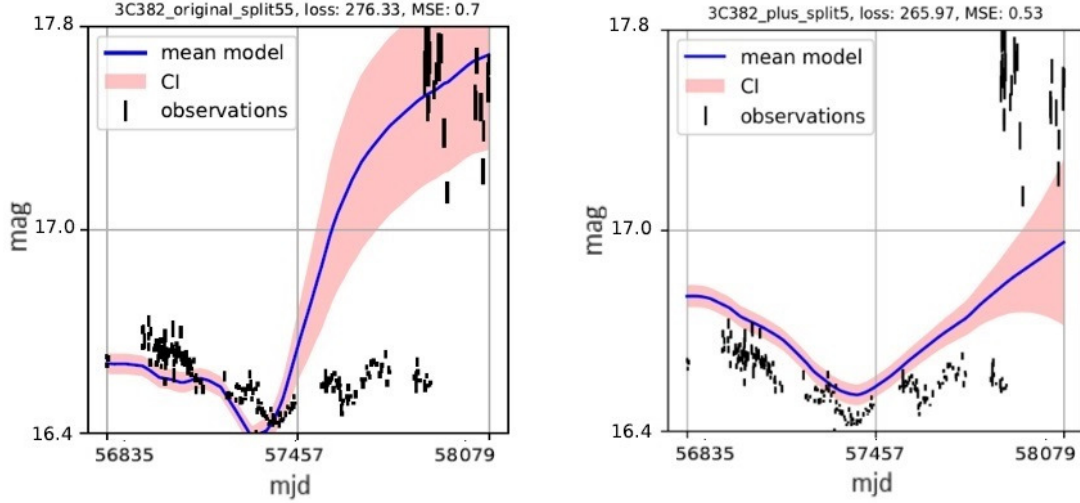 3C382_original_split55, loss: 276.33, MSE: 0.7
17.8
mean model
CI
observations
17.0
mag
16.4
56835
57457
58079
mjd
3C382_plus_split5, loss: 265.97, MSE: 0.53
17.8
mean model
CI
observations
17.0
mag
16.4
56835
57457
58079
mjd